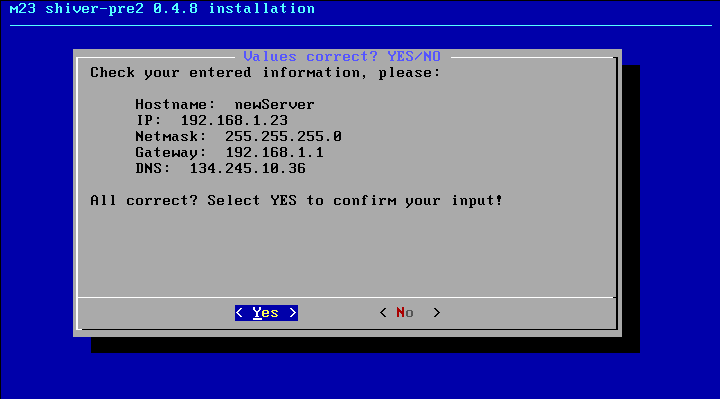 m23 shiver-pre2 0.4.8 installation
Values correct? YES/NO
Check your entered information, please:
Hostname: newServer
IP: 192.168.1.23
Netmask: 255.255.255.0
Gateway: 192.168.1.1
DNS: 134.245.10.36
All correct? Select YES to confirm your input!
< Yes > < No >